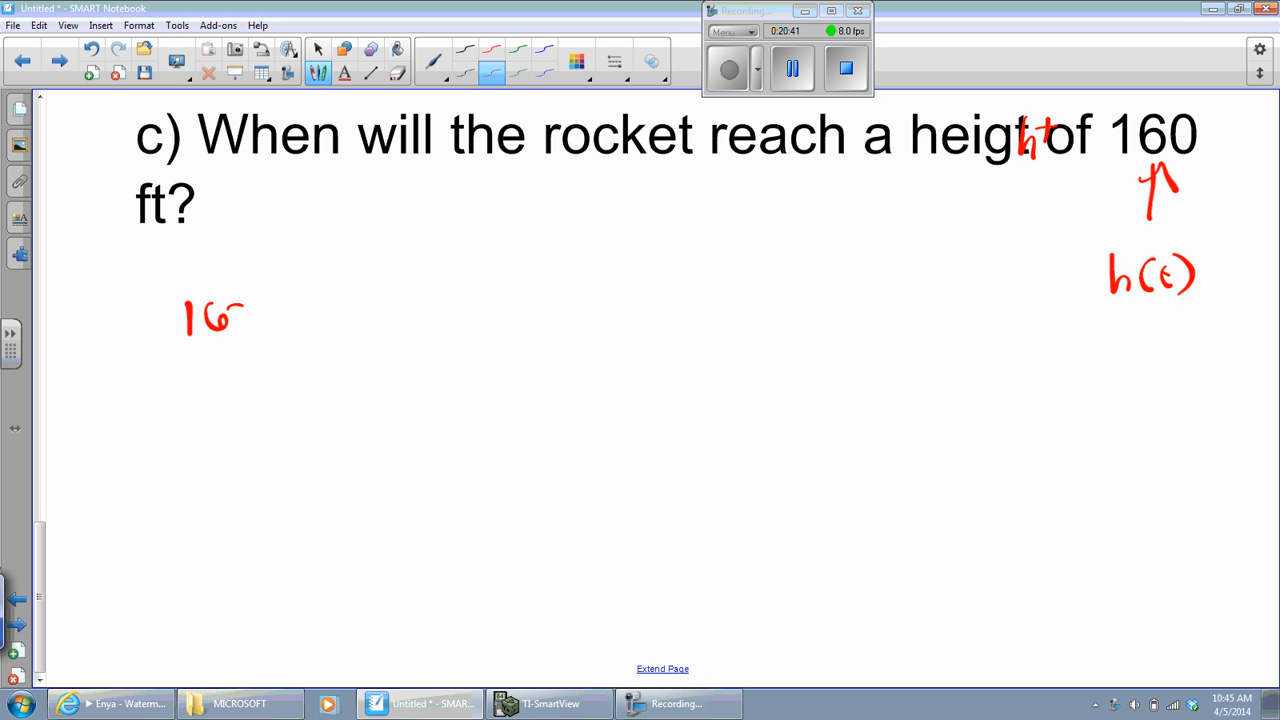 Untitled * - SMART Notebook
File Edit View Insert Format Tools Add-ons Help
Recording...
Menu 0:20:41 8.0 fps
c) When will the rocket reach a heigt of 160
ht
ft?
h(t)
16
Extend Page
Enya - Waterm... MICROSOFT Untitled * - SMAR... TI-SmartView Recording...
10:45 AM
4/5/2014